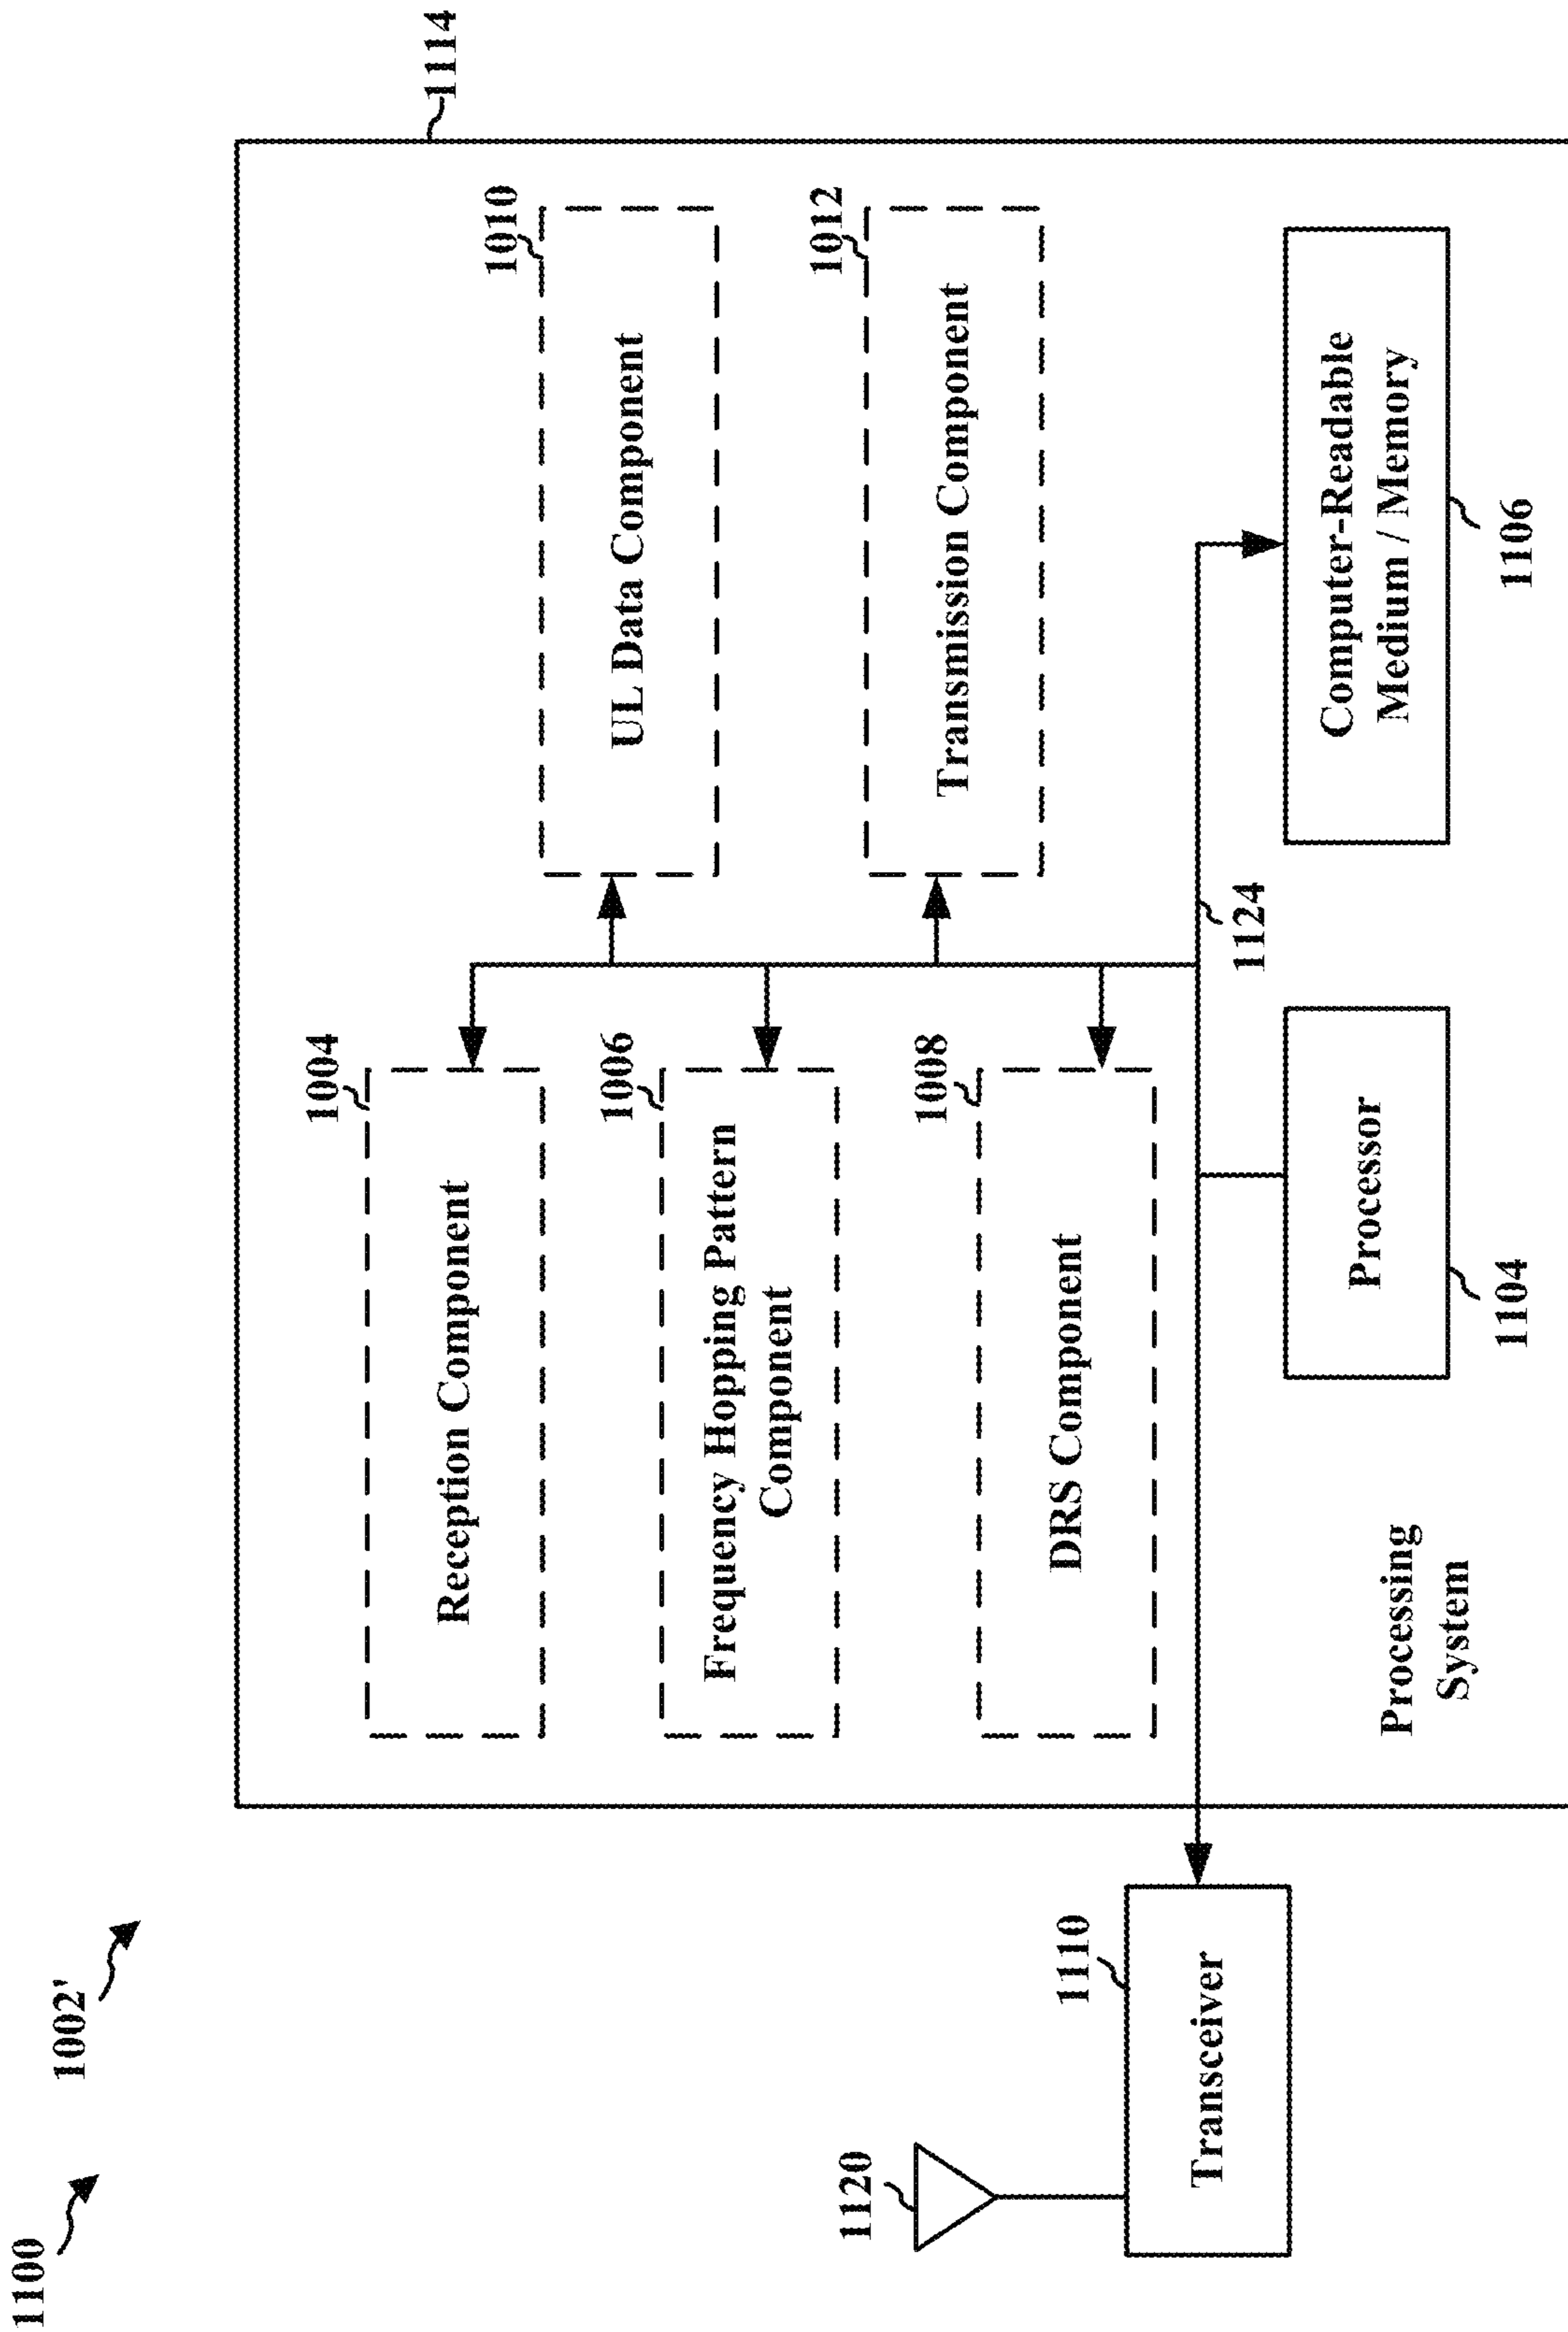 1100
1002'
1114
1004
Reception Component
1010
UL Data Component
1006
Frequency Hopping Pattern
Component
1012
Transmission Component
1008
DRS Component
1120
1110
Transceiver
1124
Processor
1104
Computer-Readable
Medium / Memory
1106
Processing
System